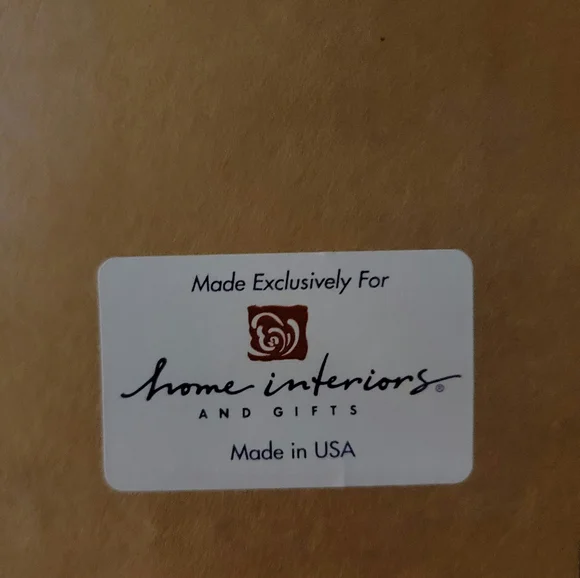 Made Exclusively For
home interiors®
AND GIFTS
Made in USA